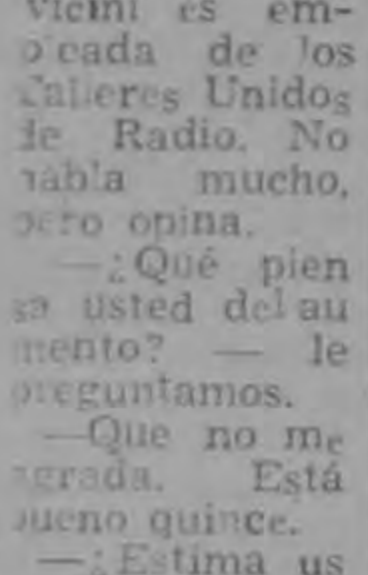 vicini es em-
pleada de los
Talleres Unidos
de Radio. No
habla mucho,
pero opina.
—¿Qué pien
sa usted del au
mento? — le
preguntamos.
—Que no me
agrada. Está
bueno quince.
—¿Estima us